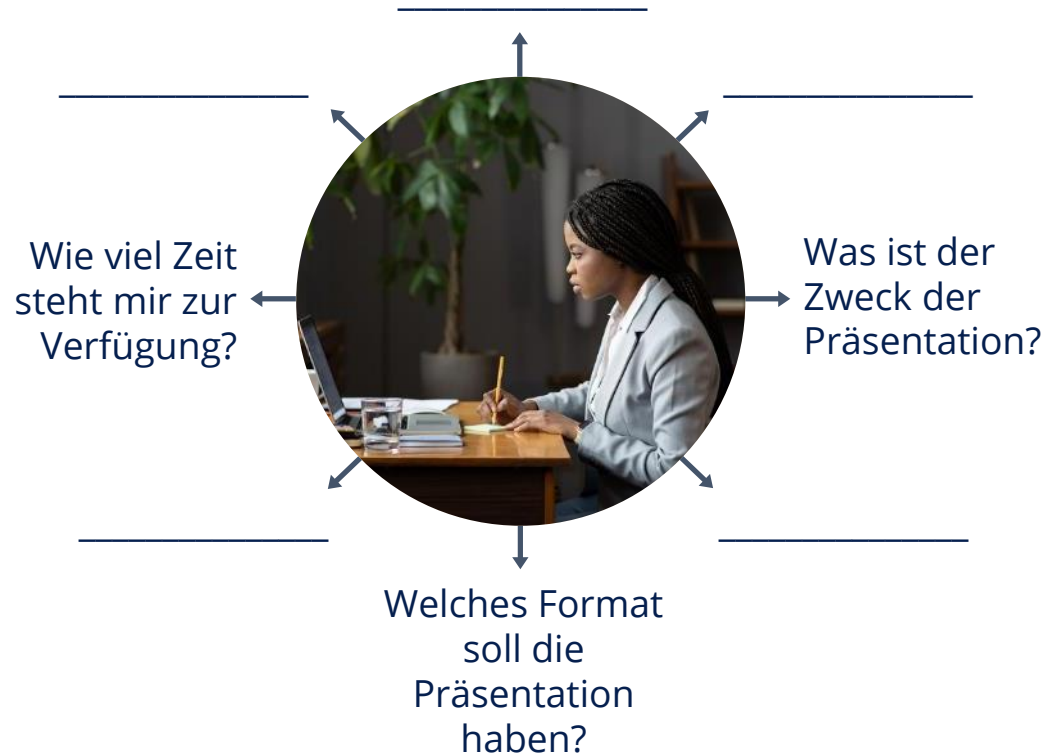 Wie viel Zeit
steht mir zur
Verfügung?
Was ist der
Zweck der
Präsentation?
Welches Format
soll die
Präsentation
haben?